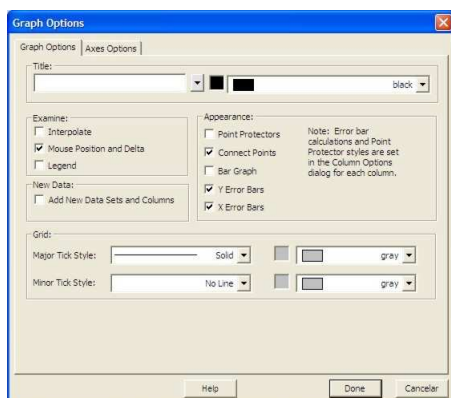 Graph Options
Graph Options Axes Options
Title:
black
Examine:
Interpolate
Mouse Position and Delta
Legend
New Data:
Add New Data Sets and Columns
Appearance:
Point Protectors
Connect Points
Bar Graph
Y Error Bars
X Error Bars
Note: Error bar
calculations and Point
Protector styles are set
in the Column Options
dialog for each column.
Grid:
Major Tick Style: Solid gray
Minor Tick Style: No Line gray
Help Done Cancelar